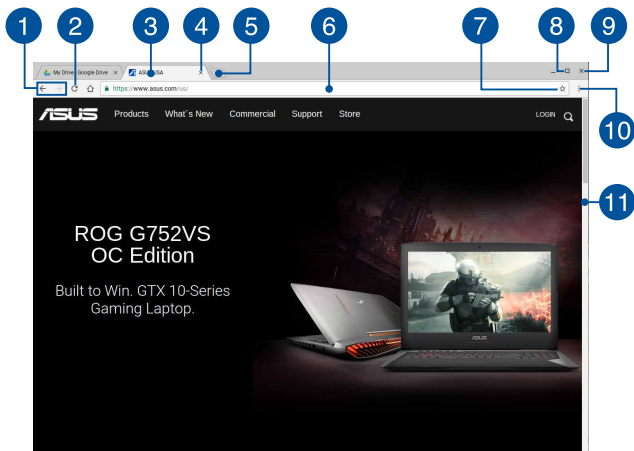 1 2 3 4 5 6 7 8 9
My Drive - Google Drive ASUS USA
https://www.asus.com/us/
10
ASUS Products What's New Commercial Support Store LOGIN
11
ROG G752VS
OC Edition
Built to Win. GTX 10-Series
Gaming Laptop.
ASUS